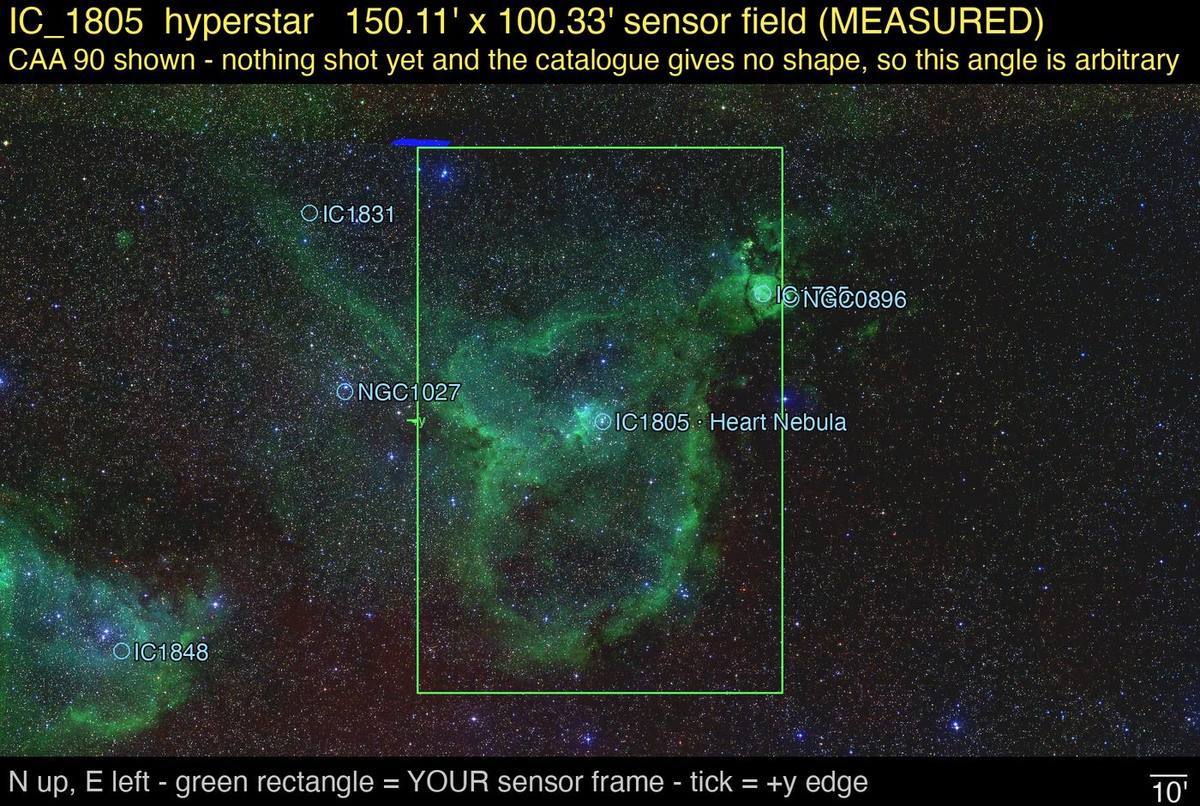 IC_1805 hyperstar 150.11' x 100.33' sensor field (MEASURED)
CAA 90 shown - nothing shot yet and the catalogue gives no shape, so this angle is arbitrary
IC1831
NGC0896
NGC1027
+y
IC1805 · Heart Nebula
IC1848
N up, E left - green rectangle = YOUR sensor frame - tick = +y edge
10'